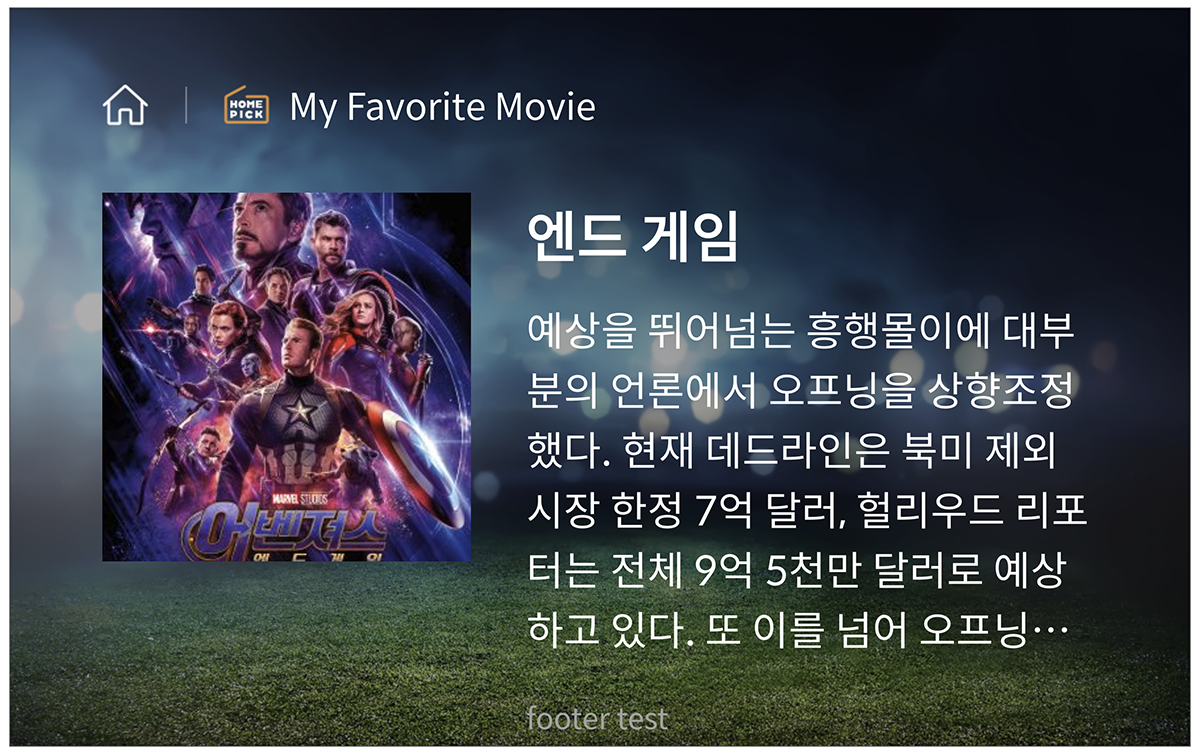 HOME
PICK
My Favorite Movie
엔드 게임
예상을 뛰어넘는 흥행몰이에 대부
분의 언론에서 오프닝을 상향조정
했다. 현재 데드라인은 북미 제외
시장 한정 7억 달러, 헐리우드 리포
터는 전체 9억 5천만 달러로 예상
하고 있다. 또 이를 넘어 오프닝…
MARVEL STUDIOS
어벤져스
엔드게임
footer test